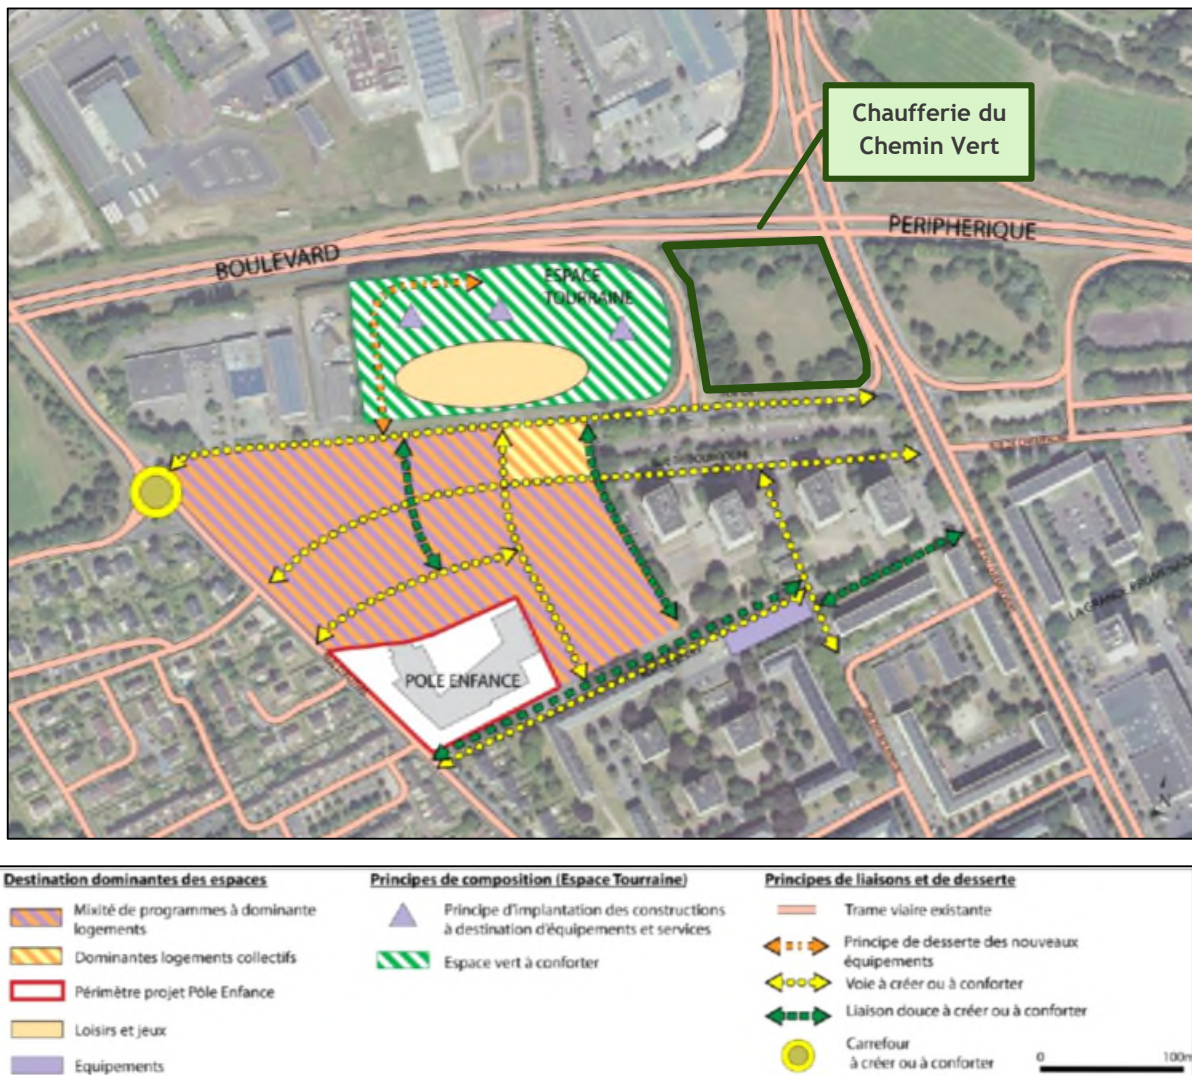 Chaufferie du
Chemin Vert
PERIPHERIQUE
BOULEVARD
ESPACE
TOURRAINE
POLE ENFANCE
N
Destination dominantes des espaces
Mixité de programmes à dominante
logements
Dominantes logements collectifs
Périmètre projet Pôle Enfance
Loisirs et jeux
Equipements
Principes de composition (Espace Tourraine)
Principe d'implantation des constructions
à destination d'équipements et services
Espace vert à conforter
Principes de liaisons et de desserte
Trame viaire existante
Principe de desserte des nouveaux
équipements
Voie à créer ou à conforter
Liaison douce à créer ou à conforter
Carrefour
à créer ou à conforter
0 100m